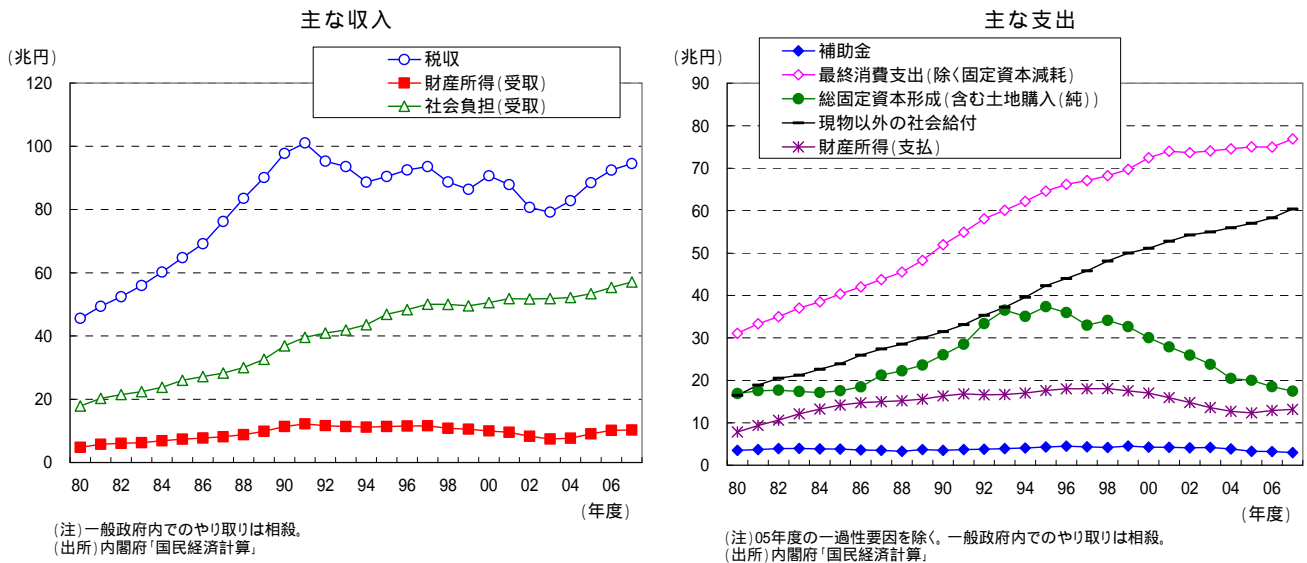 主な収入
(兆円)
税収
財産所得(受取)
社会負担(受取)
120
100
80
60
40
20
0
80 82 84 86 88 90 92 94 96 98 00 02 04 06
(年度)
(注)一般政府内でのやり取りは相殺。
(出所)内閣府「国民経済計算」
主な支出
(兆円)
補助金
最終消費支出(除く固定資本減耗)
総固定資本形成(含む土地購入(純))
現物以外の社会給付
財産所得(支払)
90
80
70
60
50
40
30
20
10
0
80 82 84 86 88 90 92 94 96 98 00 02 04 06
(年度)
(注)05年度の一過性要因を除く。一般政府内でのやり取りは相殺。
(出所)内閣府「国民経済計算」